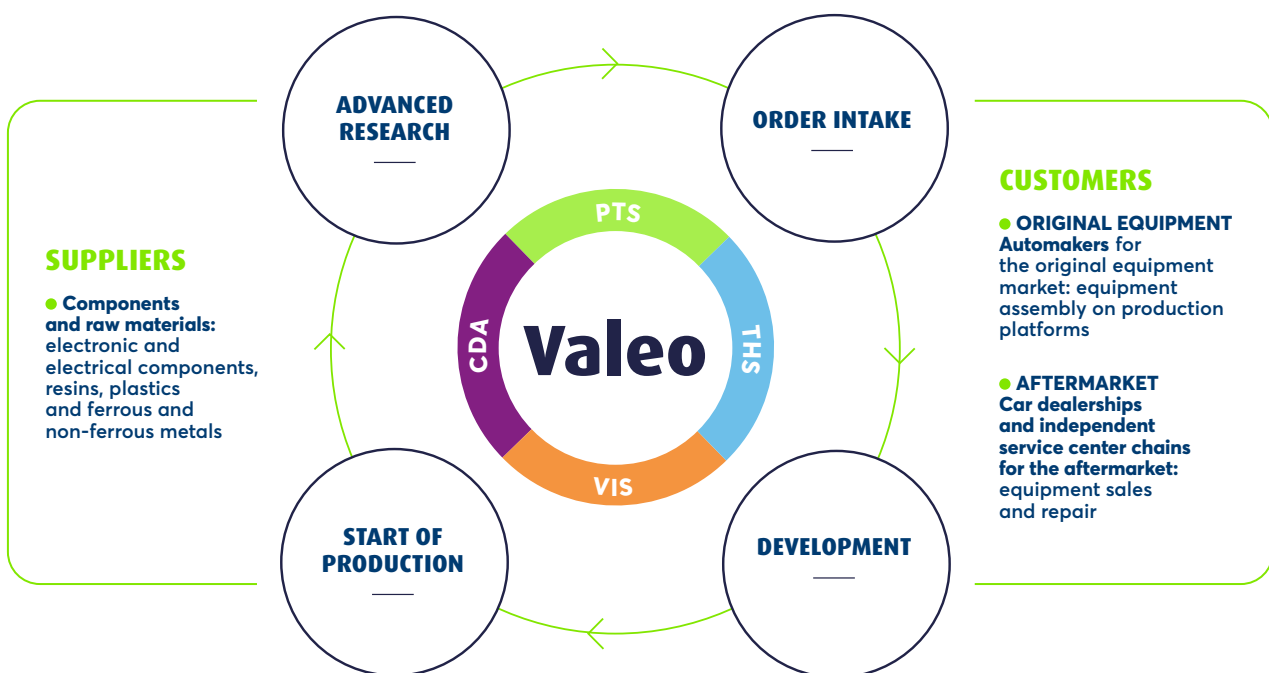 ADVANCED
RESEARCH
ORDER INTAKE
SUPPLIERS
● Components
and raw materials:
electronic and
electrical components,
resins, plastics
and ferrous and
non-ferrous metals
PTS
CDA
Valeo
THS
VIS
CUSTOMERS
● ORIGINAL EQUIPMENT
Automakers for
the original equipment
market: equipment
assembly on production
platforms
● AFTERMARKET
Car dealerships
and independent
service center chains
for the aftermarket:
equipment sales
and repair
START OF
PRODUCTION
DEVELOPMENT